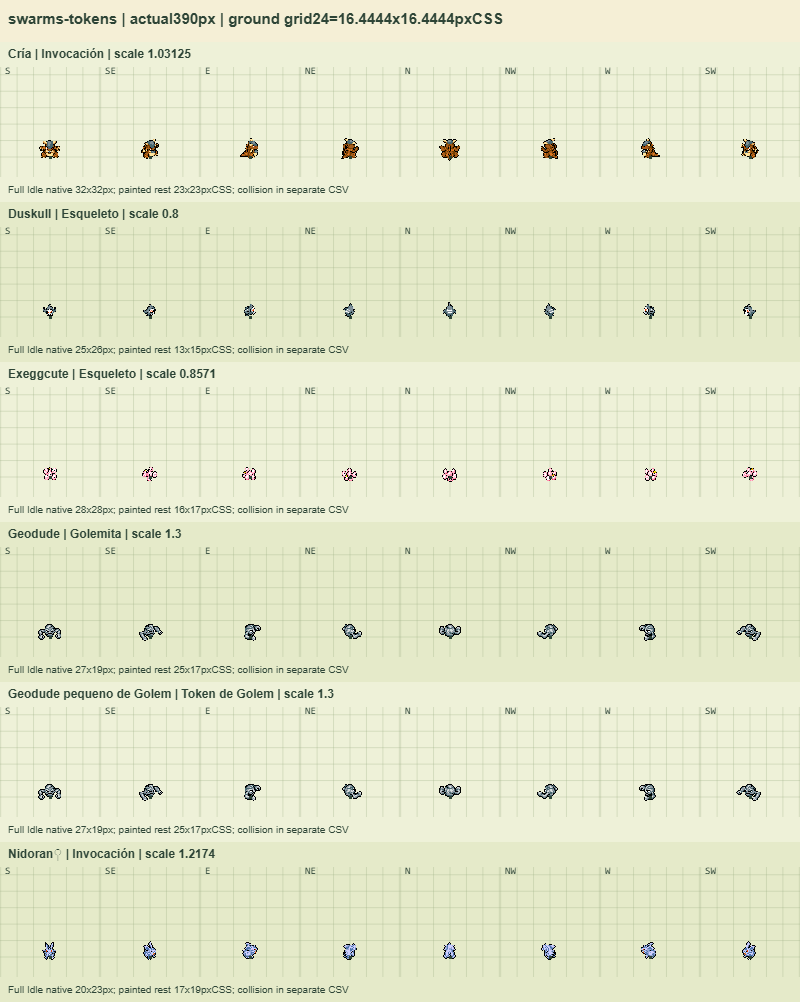 swarms-tokens | actual390px | ground grid24=16.4444x16.4444pxCSS
Cría | Invocación | scale 1.03125
S SE E NE N NW W SW
Full Idle native 32x32px; painted rest 23x23pxCSS; collision in separate CSV
Duskull | Esqueleto | scale 0.8
S SE E NE N NW W SW
Full Idle native 25x26px; painted rest 13x15pxCSS; collision in separate CSV
Exeggcute | Esqueleto | scale 0.8571
S SE E NE N NW W SW
Full Idle native 28x28px; painted rest 16x17pxCSS; collision in separate CSV
Geodude | Golemita | scale 1.3
S SE E NE N NW W SW
Full Idle native 27x19px; painted rest 25x17pxCSS; collision in separate CSV
Geodude pequeno de Golem | Token de Golem | scale 1.3
S SE E NE N NW W SW
Full Idle native 27x19px; painted rest 25x17pxCSS; collision in separate CSV
Nidoran♀ | Invocación | scale 1.2174
S SE E NE N NW W SW
Full Idle native 20x23px; painted rest 17x19pxCSS; collision in separate CSV